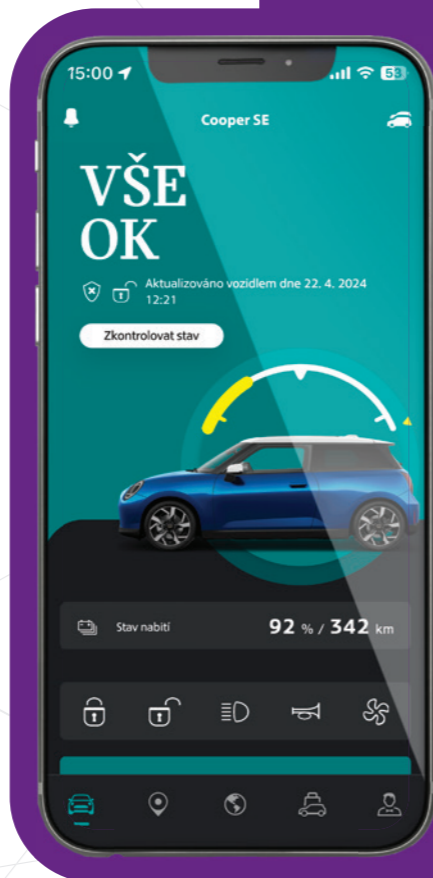 15:00
53
Cooper SE
VŠE
OK
Aktualizováno vozidlem dne 22. 4. 2024
12:21
Zkontrolovat stav
Stav nabití 92 % / 342 km